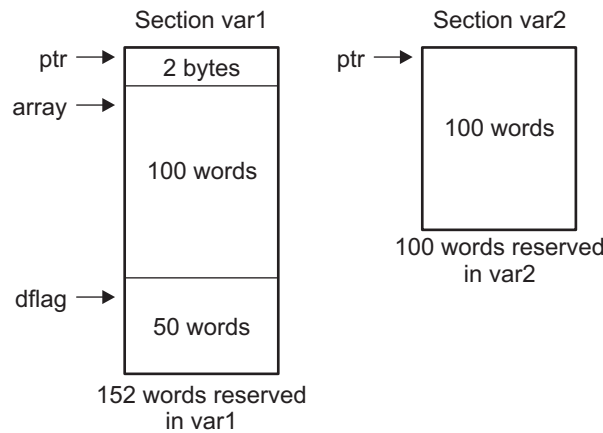 Section var1
ptr
2 bytes
array
100 words
dflag
50 words
152 words reserved
in var1
Section var2
ptr
100 words
100 words reserved
in var2